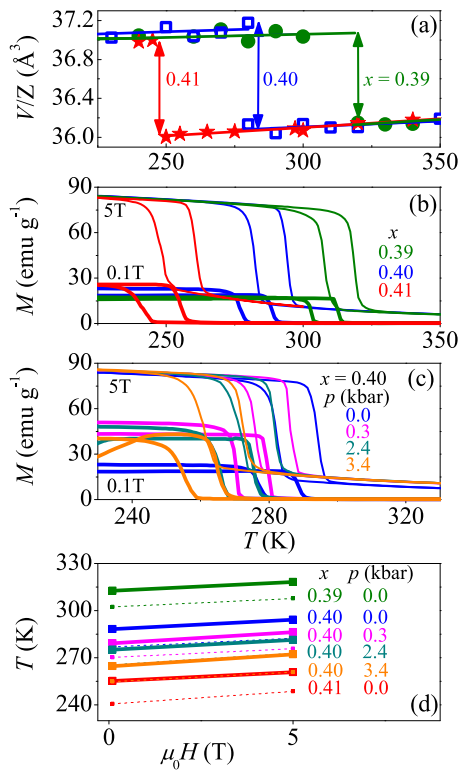 37.2
(a)
36.6
0.41
0.40
x = 0.39
36.0
V/Z (Å³)
250
300
350
90
(b)
5T
x
60
0.39
0.40
30
0.1T
0.41
0
M (emu g⁻¹)
250
300
350
90
(c)
5T
x = 0.40
p (kbar)
60
0.0
0.3
30
2.4
0.1T
3.4
0
M (emu g⁻¹)
240
280
320
T (K)
330
x p (kbar)
0.39 0.0
300
0.40 0.0
0.40 0.3
270
0.40 2.4
0.40 3.4
240
0.41 0.0
(d)
T (K)
0
5
μ₀H (T)